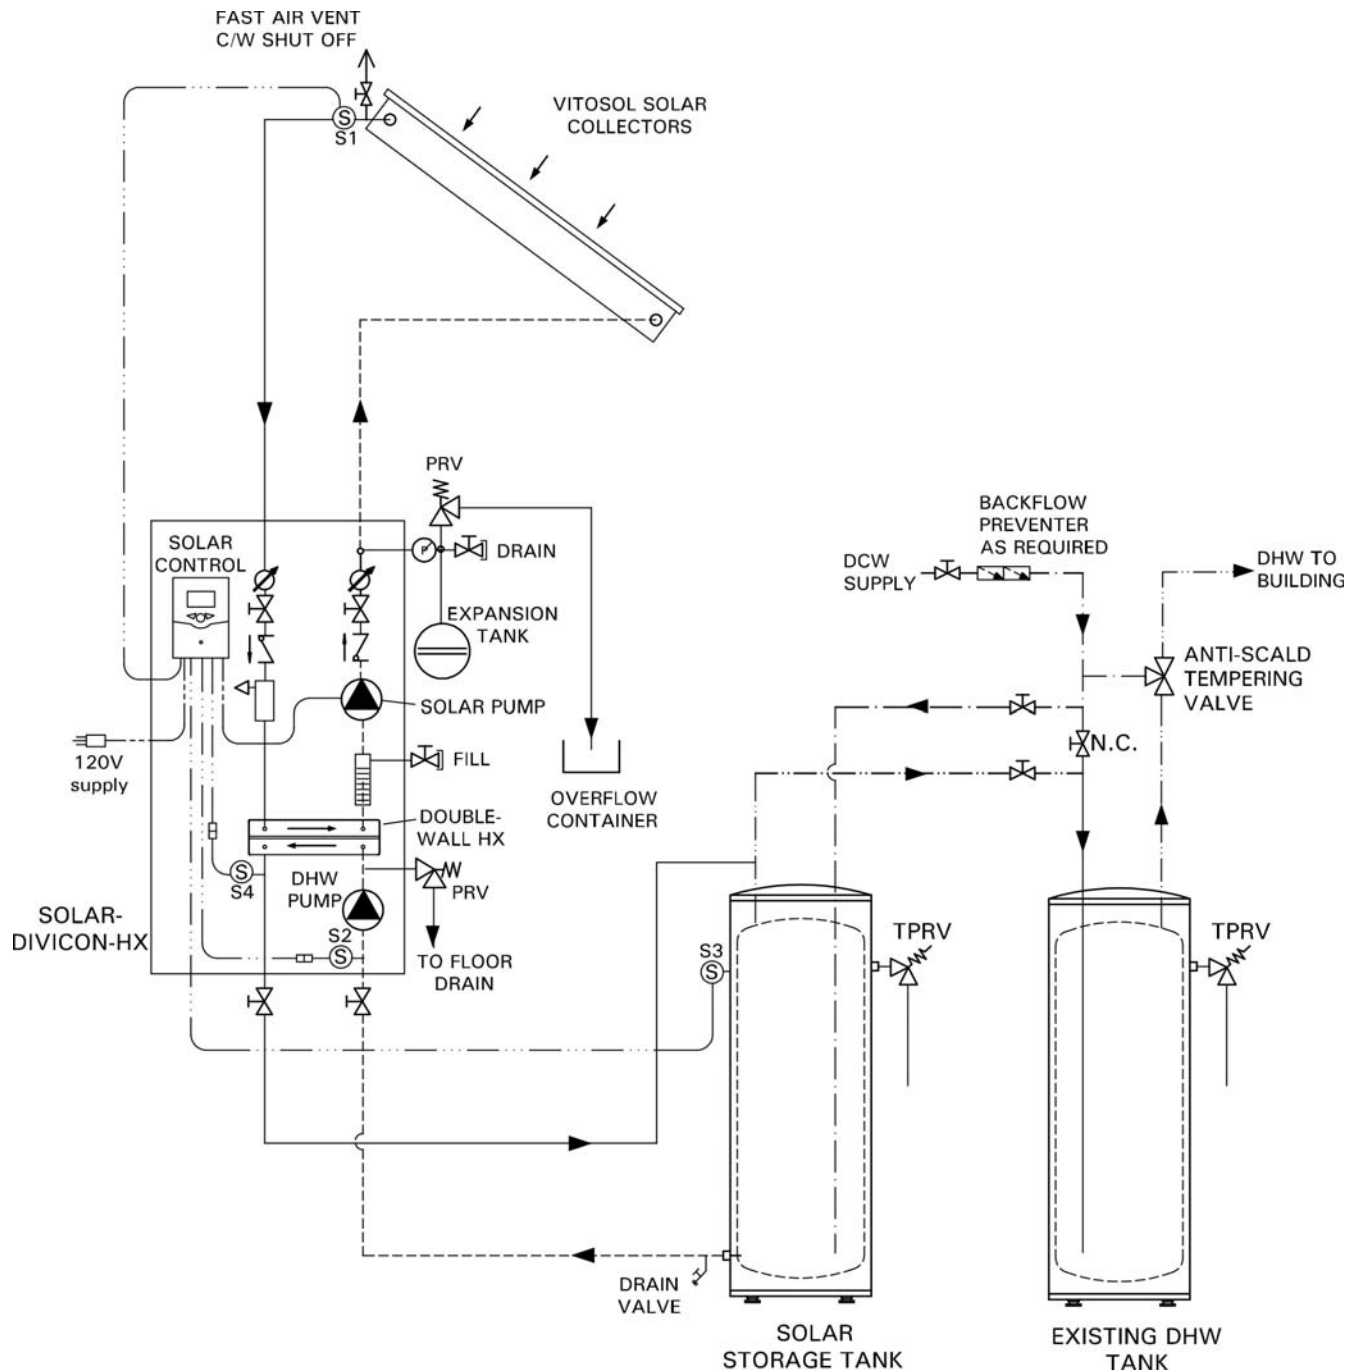 FAST AIR VENT
C/W SHUT OFF
VITOSOL SOLAR
COLLECTORS
S
S1
PRV
BACKFLOW
PREVENTER
AS REQUIRED
SOLAR
CONTROL
P
DRAIN
DCW
SUPPLY
DHW TO
BUILDING
EXPANSION
TANK
ANTI-SCALD
TEMPERING
VALVE
SOLAR PUMP
N.C.
120V
supply
FILL
OVERFLOW
CONTAINER
DOUBLE-
WALL HX
S
S4
DHW
PUMP
PRV
SOLAR-
DIVICON-HX
S2
S
TO FLOOR
DRAIN
S3
S
TPRV
TPRV
DRAIN
VALVE
SOLAR
STORAGE TANK
EXISTING DHW
TANK